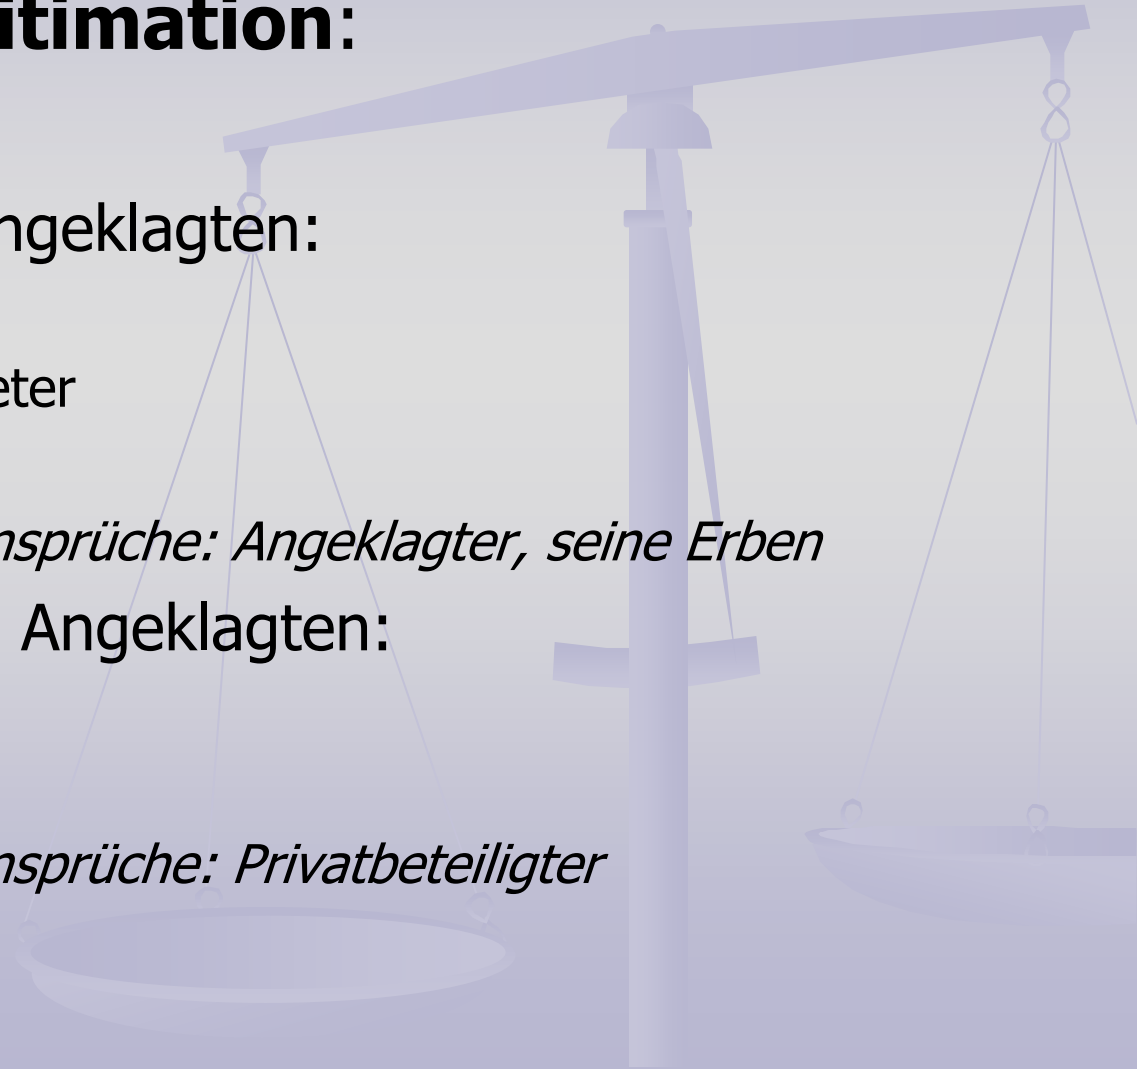 itimation:
ngeklagten:
eter
nsprüche: Angeklagter, seine Erben
Angeklagten:
nsprüche: Privatbeteiligter